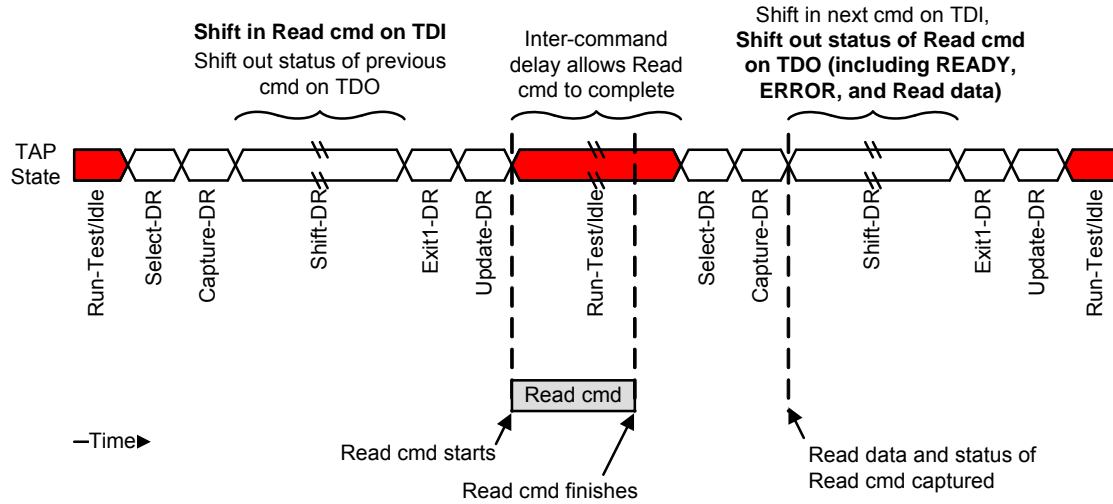 Shift in Read cmd on TDI
Shift out status of previous
cmd on TDO
Inter-command
delay allows Read
cmd to complete
Shift in next cmd on TDI,
Shift out status of Read cmd
on TDO (including READY,
ERROR, and Read data)
TAP
State
Run-Test/Idle
Select-DR
Capture-DR
Shift-DR
Exit1-DR
Update-DR
Run-Test/Idle
Select-DR
Capture-DR
Shift-DR
Exit1-DR
Update-DR
Run-Test/Idle
Read cmd
Time
Read cmd starts
Read cmd finishes
Read data and status of
Read cmd captured